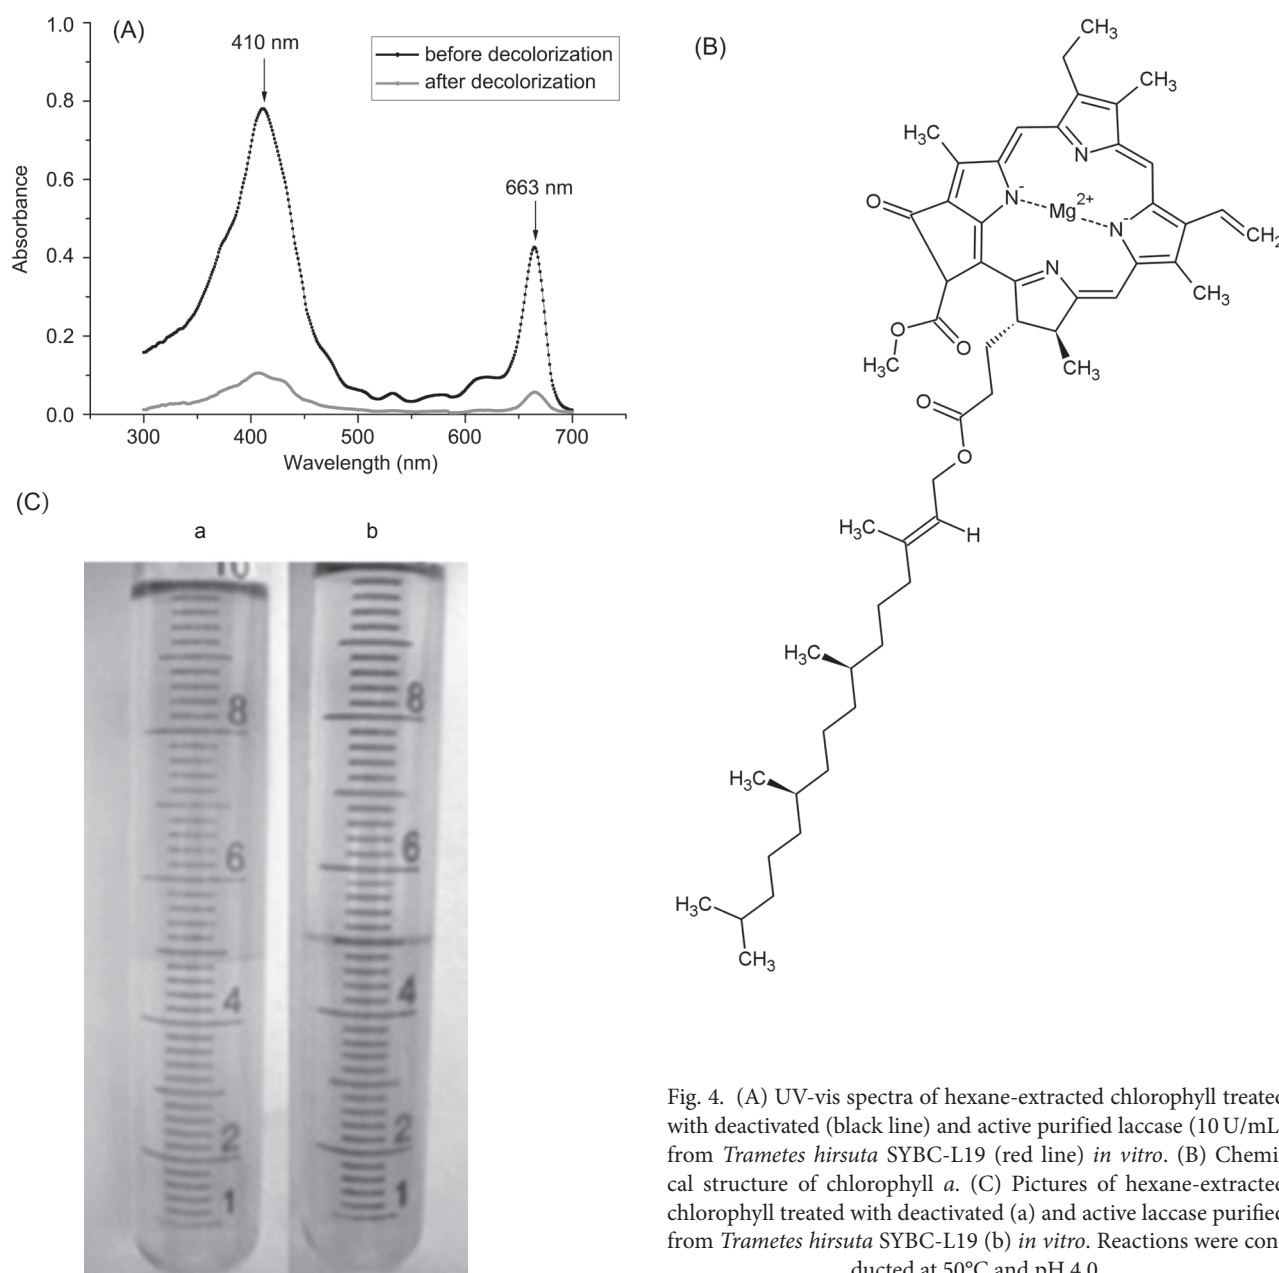 (A)
410 nm
663 nm
before decolorization
after decolorization
1.0
0.8
0.6
0.4
0.2
0.0
Absorbance
300 400 500 600 700
Wavelength (nm)
(B)
CH3
CH3
H3C
N
O
N-
Mg2+
N-
CH2
N
CH3
O
O
H3C
CH3
O
O
H3C
H
H3C
H3C
H3C
CH3
(C)
a b
10
8
6
4
2
1
8
6
4
2
1
Fig. 4. (A) UV-vis spectra of hexane-extracted chlorophyll treated
with deactivated (black line) and active purified laccase (10 U/mL
from Trametes hirsuta SYBC-L19 (red line) in vitro. (B) Chemi
cal structure of chlorophyll a. (C) Pictures of hexane-extracted
chlorophyll treated with deactivated (a) and active laccase purified
from Trametes hirsuta SYBC-L19 (b) in vitro. Reactions were con
ducted at 50°C and pH 4.0